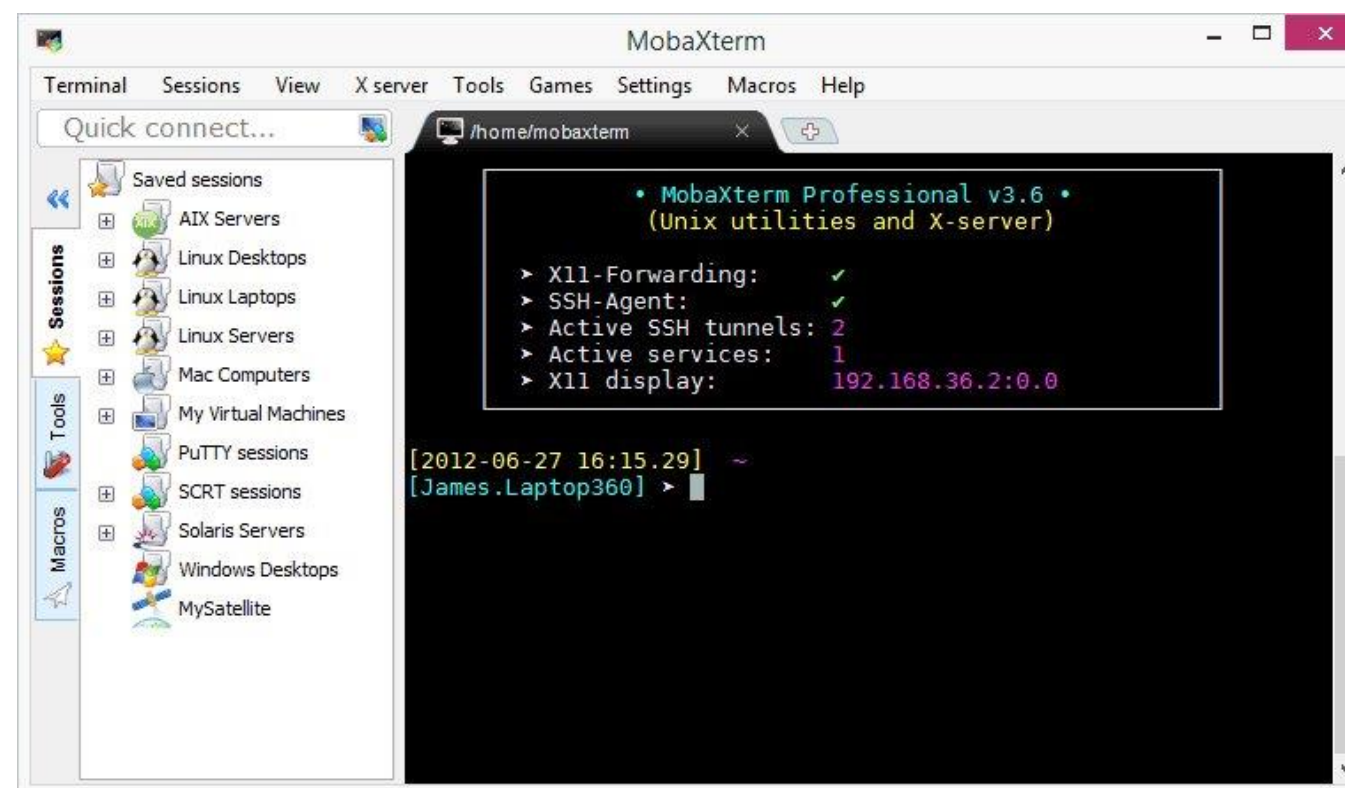 MobaXterm
Terminal Sessions View X server Tools Games Settings Macros Help
Quick connect...
/home/mobaxterm
Sessions
Tools
Macros
Saved sessions
AIX Servers
Linux Desktops
Linux Laptops
Linux Servers
Mac Computers
My Virtual Machines
PuTTY sessions
SCRT sessions
Solaris Servers
Windows Desktops
MySatellite
• MobaXterm Professional v3.6 •
(Unix utilities and X-server)
➤ X11-Forwarding: ✔
➤ SSH-Agent: ✔
➤ Active SSH tunnels: 2
➤ Active services: 1
➤ X11 display: 192.168.36.2:0.0
[2012-06-27 16:15.29] ~
[James.Laptop360] ➤